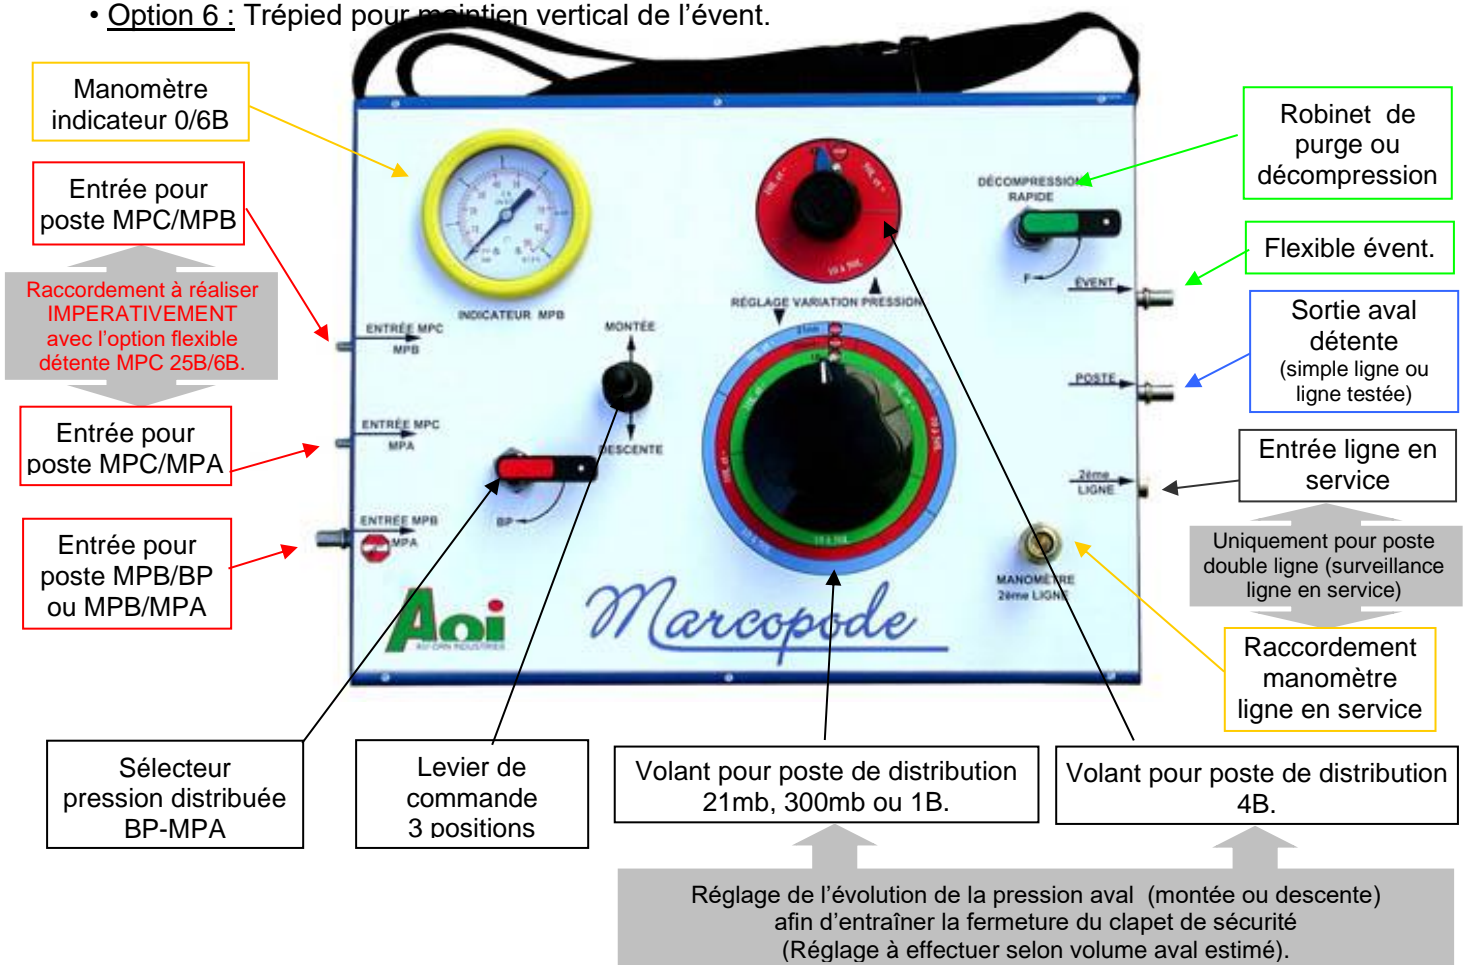 • Option 6 : Trépied pour maintien vertical de l'évent.
Manomètre
indicateur 0/6B
Entrée pour
poste MPC/MPB
Raccordement à réaliser
IMPERATIVEMENT
avec l'option flexible
détente MPC 25B/6B.
Entrée pour
poste MPC/MPA
Entrée pour
poste MPB/BP
ou MPB/MPA
INDICATEUR MPB
ENTRÉE MPC
MPB
ENTRÉE MPC
MPA
ENTRÉE MPB
MPA
MONTÉE
DESCENTE
BP
RÉGLAGE VARIATION PRESSION
10 à 50L
DÉCOMPRESSION
RAPIDE
F
ÉVENT
POSTE
2ème
LIGNE
MANOMÈTRE
2ème LIGNE
Aoi
Marcopode
Robinet de
purge ou
décompression
Flexible évent.
Sortie aval
détente
(simple ligne ou
ligne testée)
Entrée ligne en
service
Uniquement pour poste
double ligne (surveillance
ligne en service)
Raccordement
manomètre
ligne en service
Sélecteur
pression distribuée
BP-MPA
Levier de
commande
3 positions
Volant pour poste de distribution
21mb, 300mb ou 1B.
Volant pour poste de distribution
4B.
Réglage de l'évolution de la pression aval (montée ou descente)
afin d'entraîner la fermeture du clapet de sécurité
(Réglage à effectuer selon volume aval estimé).